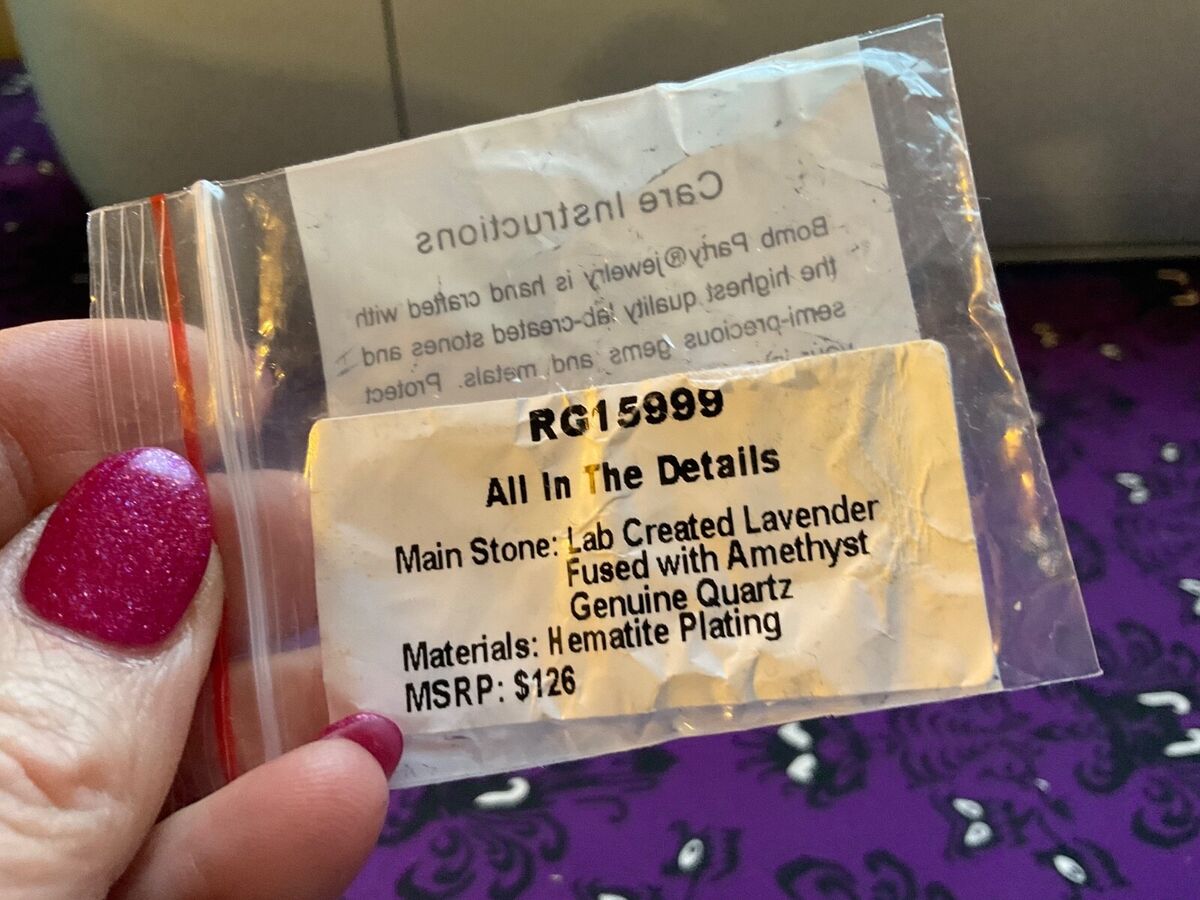 Care Instructions
Bomb Party®jewelry is hand crafted with
the highest quality lab-created stones and
semi-precious gems and metals. Protect
your
RG15999
All In The Details
Main Stone: Lab Created Lavender
Fused with Amethyst
Genuine Quartz
Materials: Hematite Plating
MSRP: $126